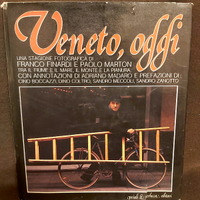 Veneto, oggi
UNA STAGIONE FOTOGRAFICA DI
FRANCO FINARDI E PAOLO MARTON
TRA IL FIUME E IL MARE, IL MONTE E LA PIANURA
CON ANNOTAZIONI DI ADRIANO MADARO E PREFAZIONI DI
DINO BOCCAZZI, DINO COLTRO, SANDRO MECCOLI, SANDRO ZANOTTO